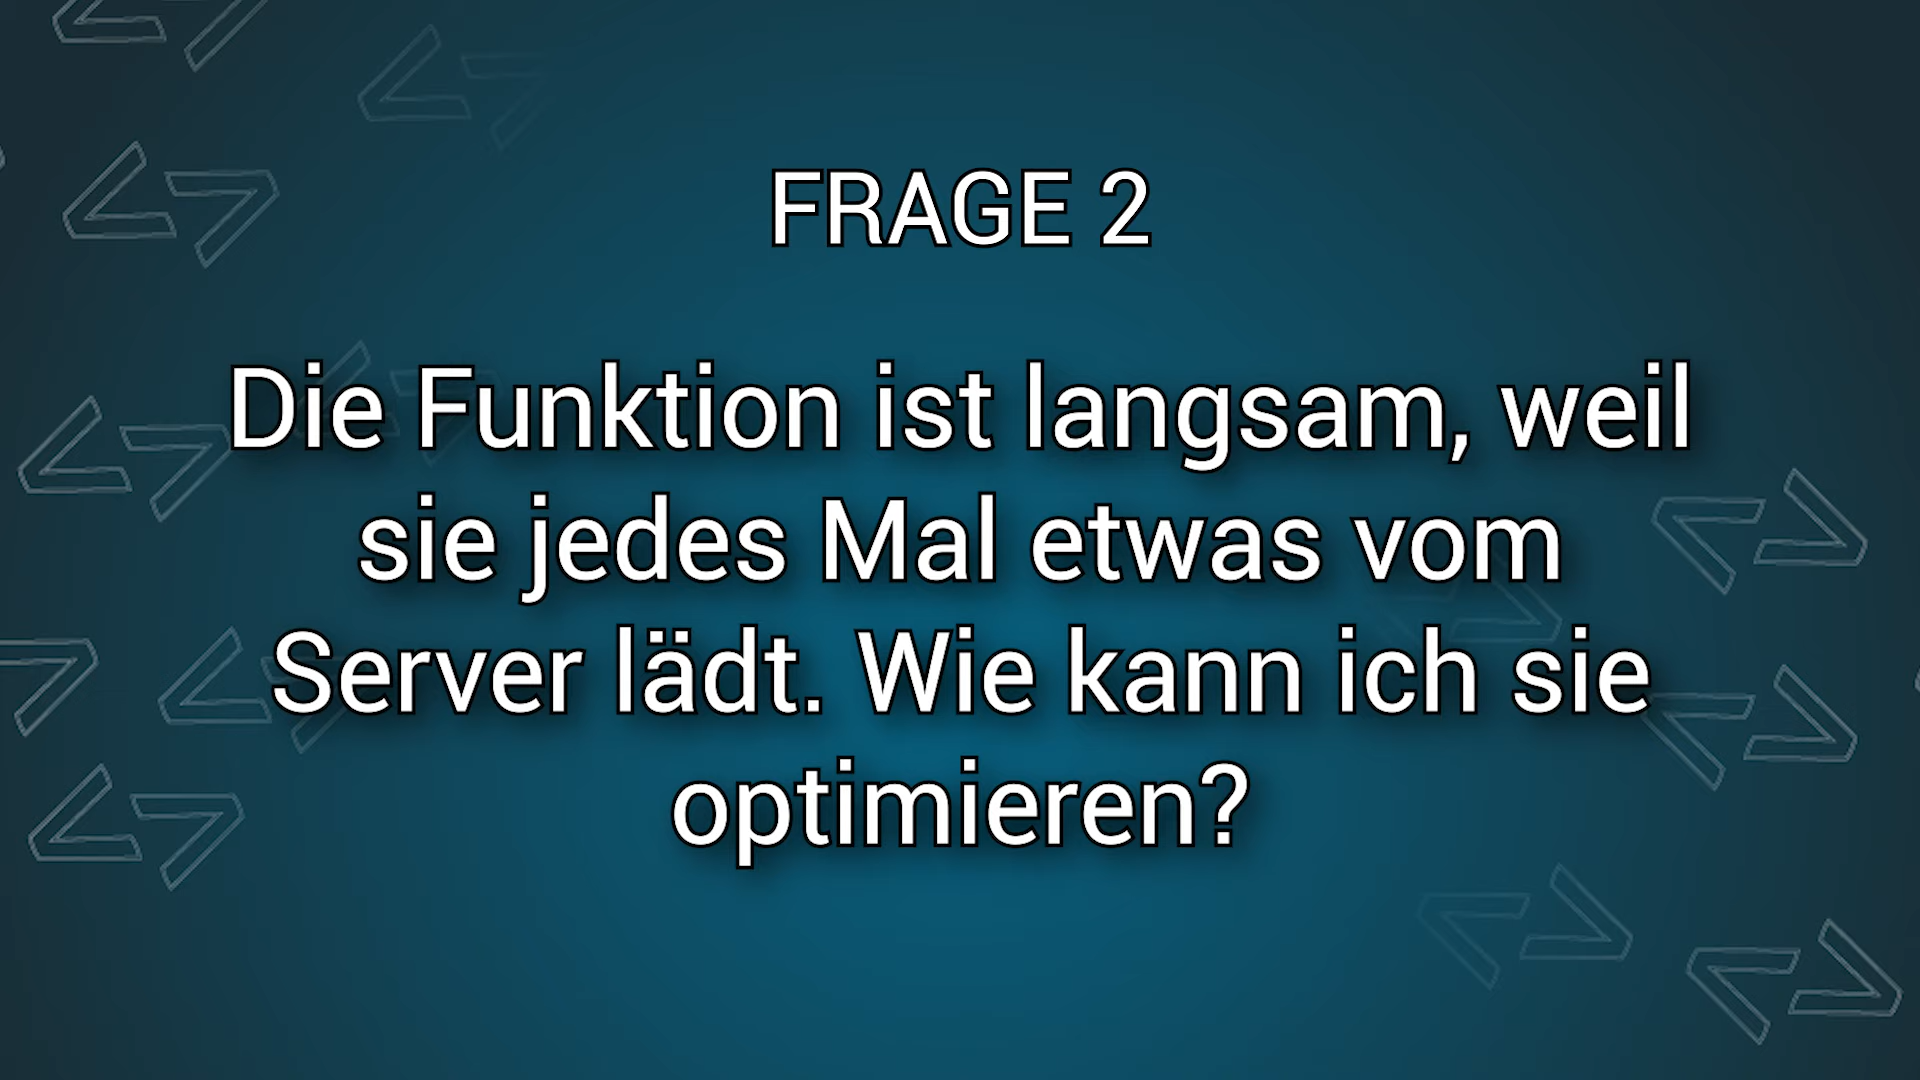 FRAGE 2
Die Funktion ist langsam, weil
sie jedes Mal etwas vom
Server lädt. Wie kann ich sie
optimieren?